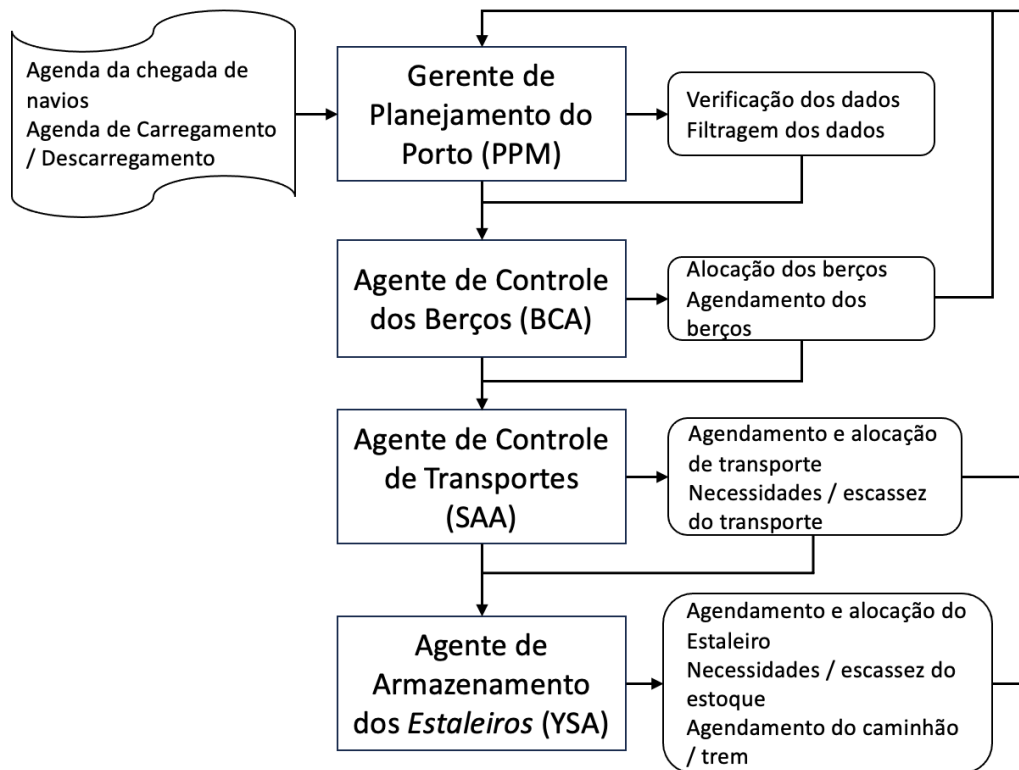 Agenda da chegada de
navios
Agenda de Carregamento
/ Descarregamento
Gerente de
Planejamento do
Porto (PPM)
Verificação dos dados
Filtragem dos dados
Agente de Controle
dos Berços (BCA)
Alocação dos berços
Agendamento dos
berços
Agente de Controle
de Transportes
(SAA)
Agendamento e alocação
de transporte
Necessidades / escassez
do transporte
Agente de
Armazenamento
dos Estaleiros (YSA)
Agendamento e alocação do
Estaleiro
Necessidades / escassez do
estoque
Agendamento do caminhão
/ trem